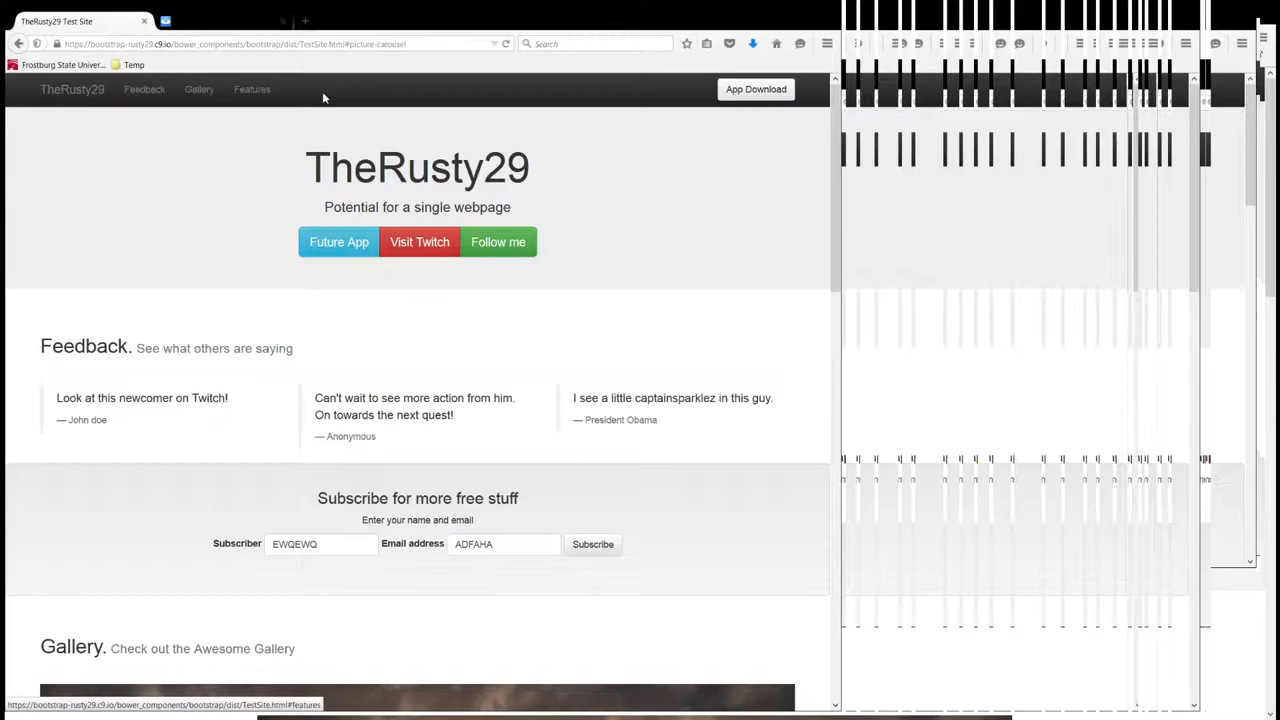 TheRusty29 Test Site
https://bootstrap-rusty29.c9.io/bower_components/bootstrap/dist/TestSite.html#picture-carousel
Search
Frostburg State Univer... Temp
TheRusty29 Feedback Gallery Features App Download
TheRusty29
Potential for a single webpage
Future App Visit Twitch Follow me
Feedback. See what others are saying
Look at this newcomer on Twitch!
— John doe
Can't wait to see more action from him.
On towards the next quest!
— Anonymous
I see a little captainsparklez in this guy.
— President Obama
Subscribe for more free stuff
Enter your name and email
Subscriber EWQEWQ Email address ADFAHA Subscribe
Gallery. Check out the Awesome Gallery
https://bootstrap-rusty29.c9.io/bower_components/bootstrap/dist/TestSite.html#features